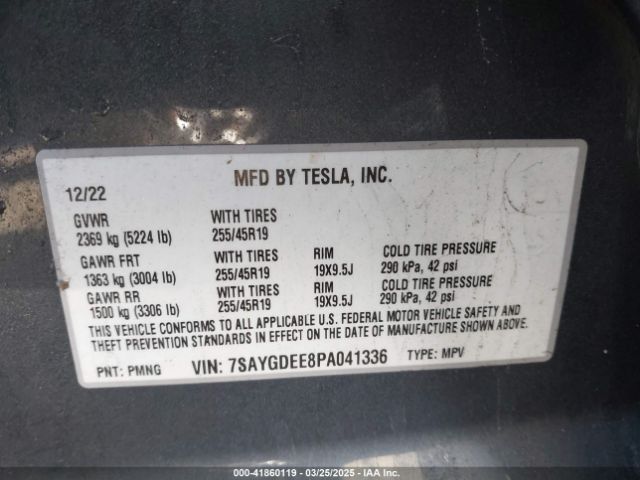 MFD BY TESLA, INC.
12/22
GVWR WITH TIRES
2369 kg (5224 lb) 255/45R19
GAWR FRT WITH TIRES RIM COLD TIRE PRESSURE
1363 kg (3004 lb) 255/45R19 19X9.5J 290 kPa, 42 psi
GAWR RR WITH TIRES RIM COLD TIRE PRESSURE
1500 kg (3306 lb) 255/45R19 19X9.5J 290 kPa, 42 psi
THIS VEHICLE CONFORMS TO ALL APPLICABLE U.S. FEDERAL MOTOR VEHICLE SAFETY AND
THEFT PREVENTION STANDARDS IN EFFECT ON THE DATE OF MANUFACTURE SHOWN ABOVE.
PNT: PMNG VIN: 7SAYGDEE8PA041336 TYPE: MPV
000-41860119 / 03/25/2025 / IAA Inc.